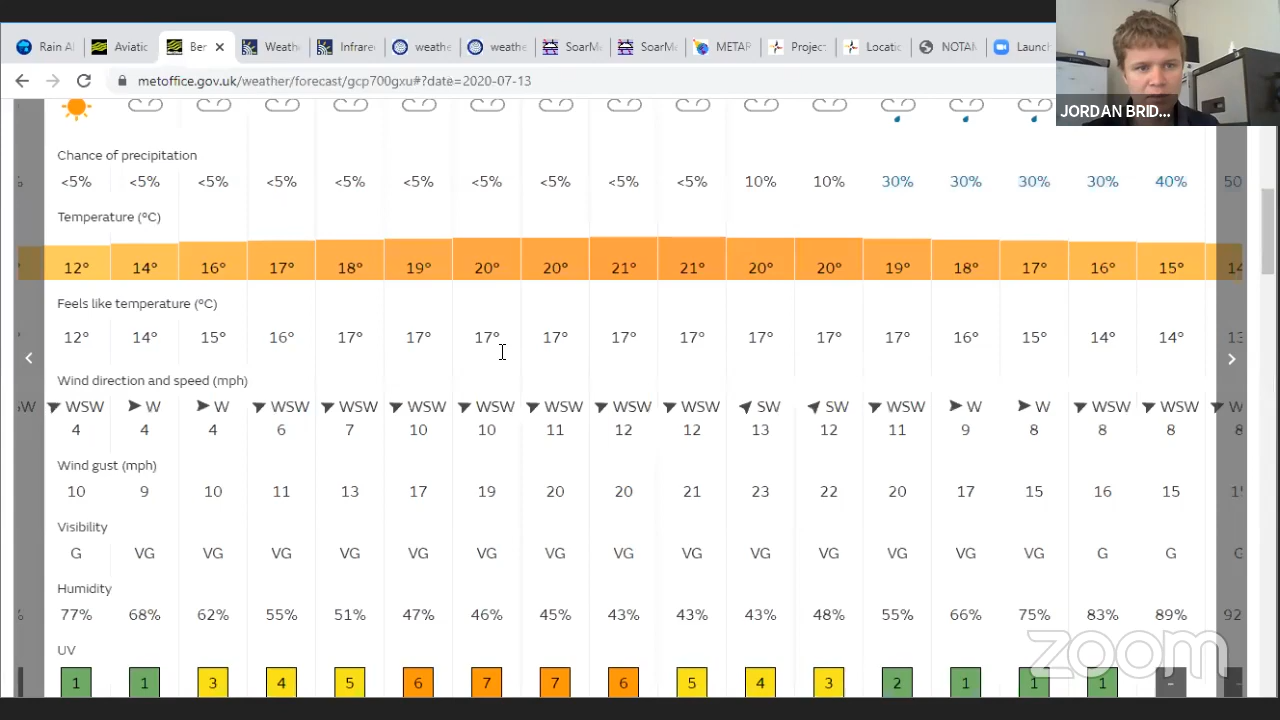 Rain Al
Aviatic
Ber
Weath
Infrare
weathe
weathe
SoarMe
SoarMe
METAP
Project
Locatic
NOTAM
Launch
metoffice.gov.uk/weather/forecast/gcp700gxu#?date=2020-07-13
JORDAN BRID...
Chance of precipitation
<5% <5% <5% <5% <5% <5% <5% <5% <5% <5% 10% 10% 30% 30% 30% 30% 40% 50
Temperature (°C)
12° 14° 16° 17° 18° 19° 20° 20° 21° 21° 20° 20° 19° 18° 17° 16° 15° 14
Feels like temperature (°C)
12° 14° 15° 16° 17° 17° 17° 17° 17° 17° 17° 17° 17° 16° 15° 14° 14° 13
Wind direction and speed (mph)
SW WSW W W WSW WSW WSW WSW WSW WSW WSW SW SW WSW W W WSW WSW W
4 4 4 6 7 10 10 11 12 12 13 12 11 9 8 8 8 8
Wind gust (mph)
10 9 10 11 13 17 19 20 20 21 23 22 20 17 15 16 15
Visibility
G VG VG VG VG VG VG VG VG VG VG VG VG VG VG G G G
Humidity
77% 68% 62% 55% 51% 47% 46% 45% 43% 43% 43% 48% 55% 66% 75% 83% 89% 92
UV
1 1 3 4 5 6 7 7 6 5 4 3 2 1 1 1 - -
zoom